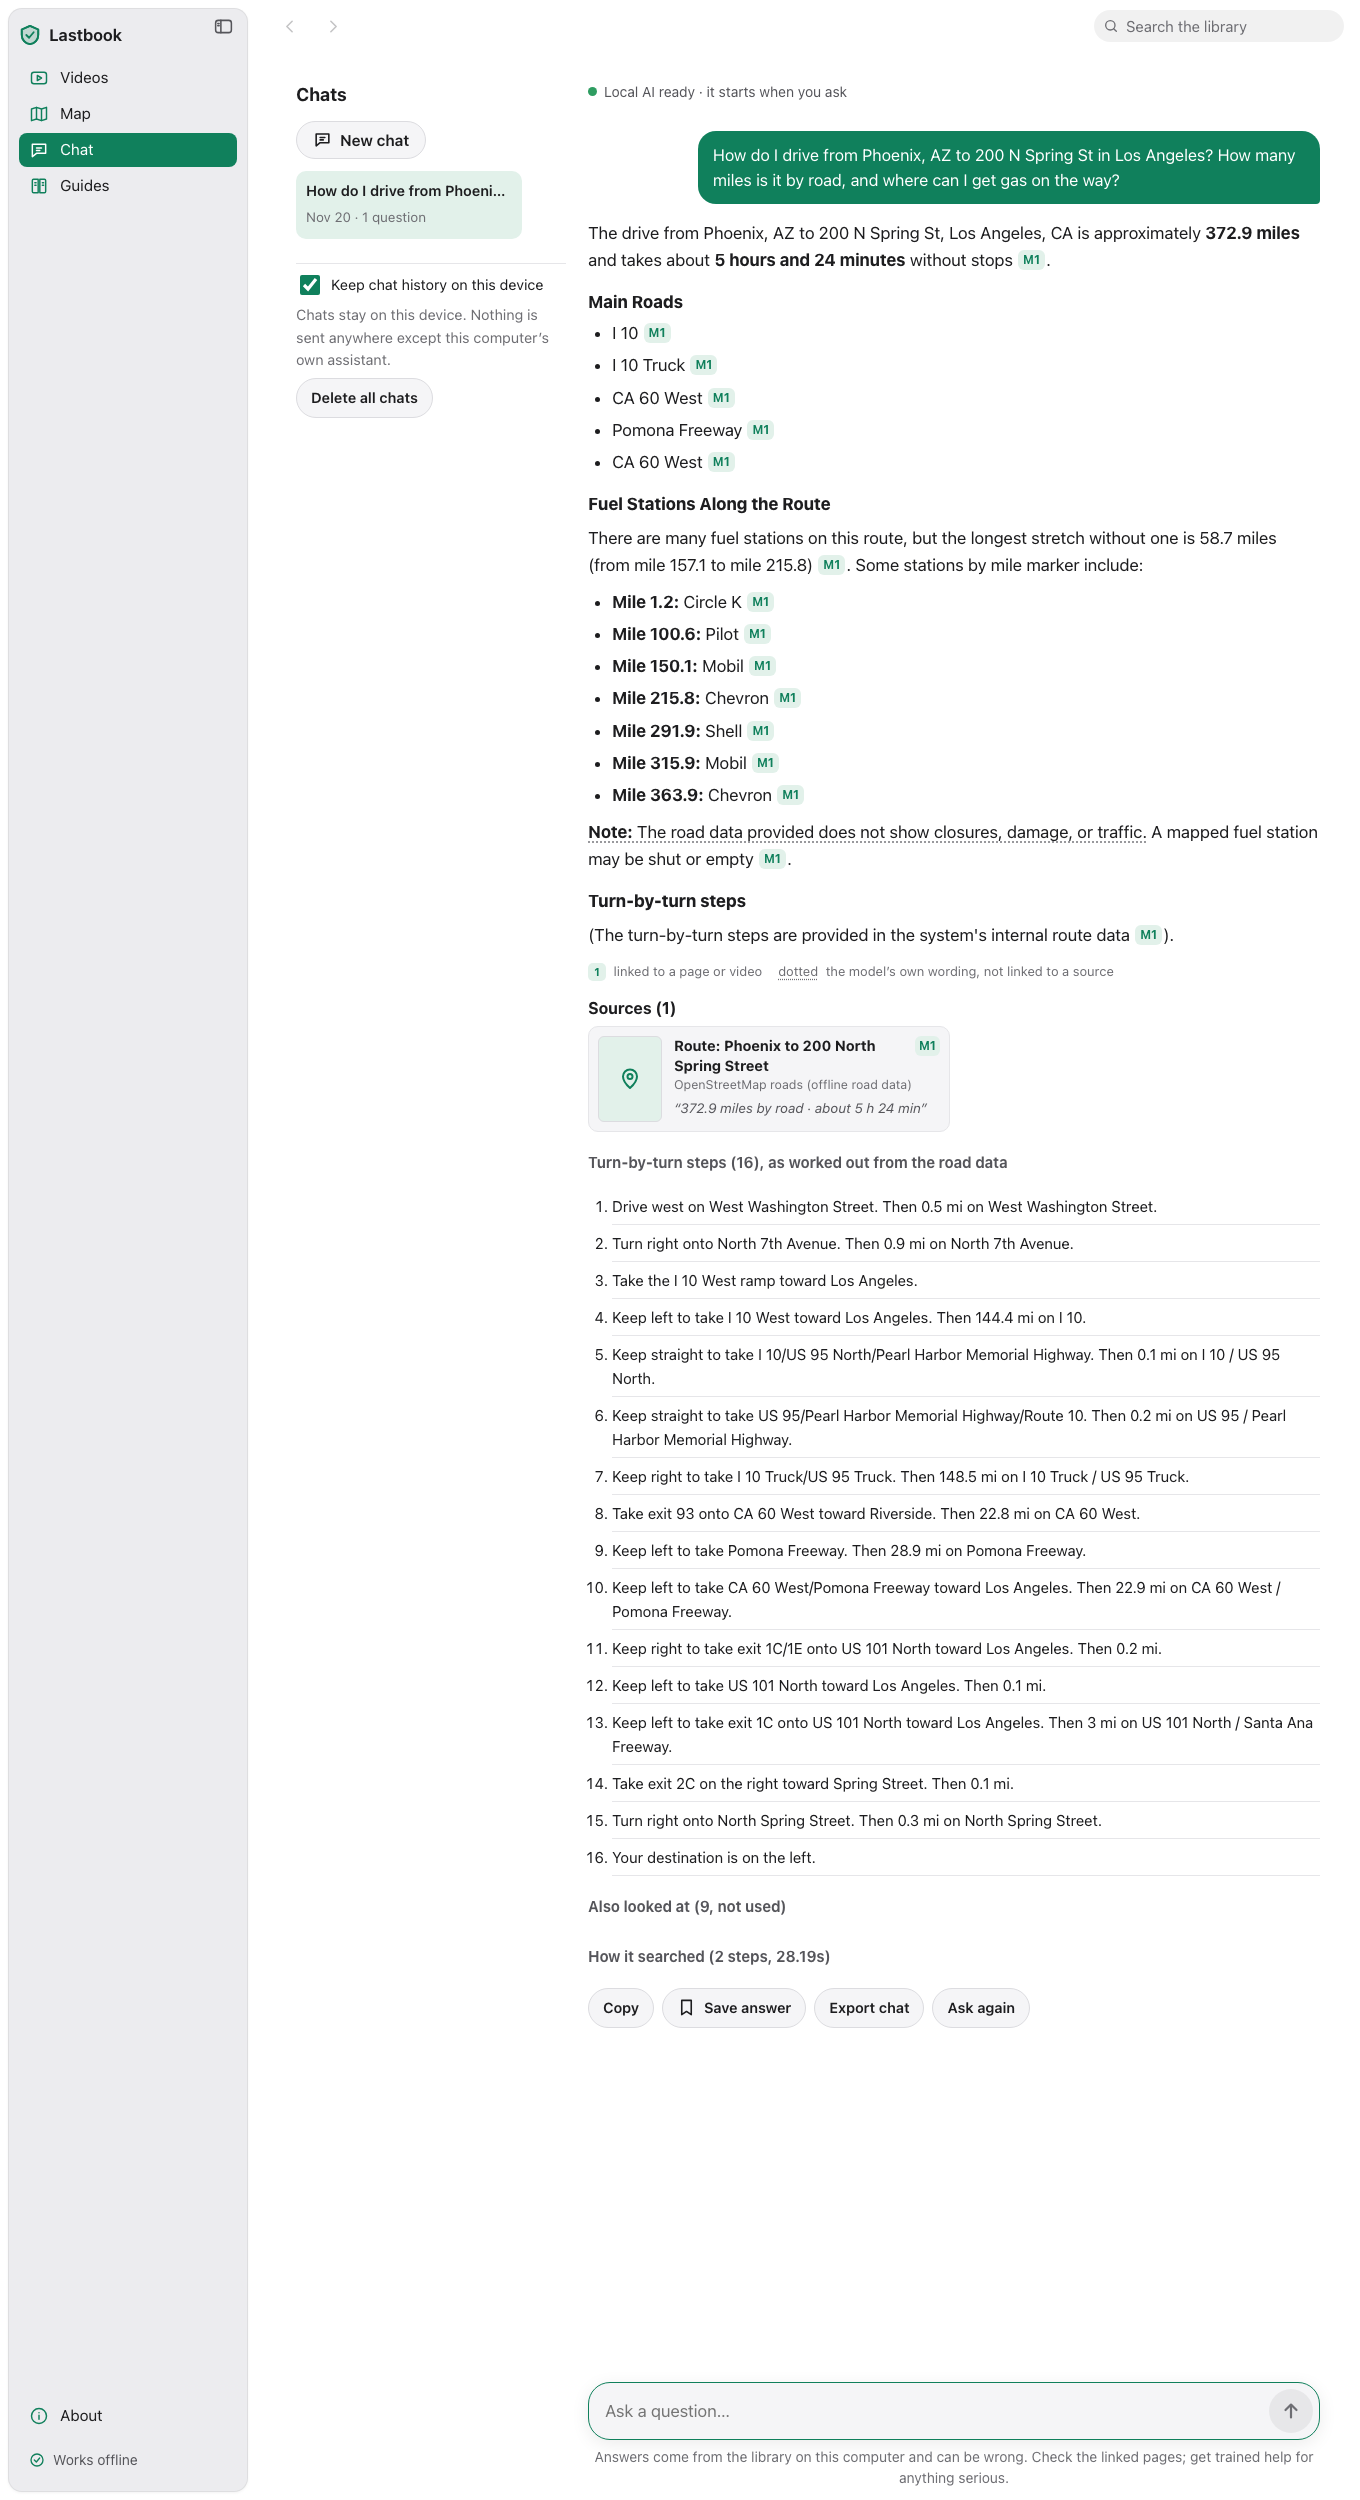 Lastbook
Videos
Map
Chat
Guides
Search the library
Chats
New chat
How do I drive from Phoeni...
Nov 20 · 1 question
Keep chat history on this device
Chats stay on this device. Nothing is
sent anywhere except this computer's
own assistant.
Delete all chats
Local AI ready · it starts when you ask
How do I drive from Phoenix, AZ to 200 N Spring St in Los Angeles? How many
miles is it by road, and where can I get gas on the way?
The drive from Phoenix, AZ to 200 N Spring St, Los Angeles, CA is approximately 372.9 miles
and takes about 5 hours and 24 minutes without stops M1.
Main Roads
• I 10 M1
• I 10 Truck M1
• CA 60 West M1
• Pomona Freeway M1
• CA 60 West M1
Fuel Stations Along the Route
There are many fuel stations on this route, but the longest stretch without one is 58.7 miles
(from mile 157.1 to mile 215.8) M1. Some stations by mile marker include:
• Mile 1.2: Circle K M1
• Mile 100.6: Pilot M1
• Mile 150.1: Mobil M1
• Mile 215.8: Chevron M1
• Mile 291.9: Shell M1
• Mile 315.9: Mobil M1
• Mile 363.9: Chevron M1
Note: The road data provided does not show closures, damage, or traffic. A mapped fuel station
may be shut or empty M1.
Turn-by-turn steps
(The turn-by-turn steps are provided in the system's internal route data M1).
1 linked to a page or video dotted the model's own wording, not linked to a source
Sources (1)
Route: Phoenix to 200 North M1
Spring Street
OpenStreetMap roads (offline road data)
“372.9 miles by road · about 5 h 24 min”
Turn-by-turn steps (16), as worked out from the road data
1. Drive west on West Washington Street. Then 0.5 mi on West Washington Street.
2. Turn right onto North 7th Avenue. Then 0.9 mi on North 7th Avenue.
3. Take the I 10 West ramp toward Los Angeles.
4. Keep left to take I 10 West toward Los Angeles. Then 144.4 mi on I 10.
5. Keep straight to take I 10/US 95 North/Pearl Harbor Memorial Highway. Then 0.1 mi on I 10 / US 95
North.
6. Keep straight to take US 95/Pearl Harbor Memorial Highway/Route 10. Then 0.2 mi on US 95 / Pearl
Harbor Memorial Highway.
7. Keep right to take I 10 Truck/US 95 Truck. Then 148.5 mi on I 10 Truck / US 95 Truck.
8. Take exit 93 onto CA 60 West toward Riverside. Then 22.8 mi on CA 60 West.
9. Keep left to take Pomona Freeway. Then 28.9 mi on Pomona Freeway.
10. Keep left to take CA 60 West/Pomona Freeway toward Los Angeles. Then 22.9 mi on CA 60 West /
Pomona Freeway.
11. Keep right to take exit 1C/1E onto US 101 North toward Los Angeles. Then 0.2 mi.
12. Keep left to take US 101 North toward Los Angeles. Then 0.1 mi.
13. Keep left to take exit 1C onto US 101 North toward Los Angeles. Then 3 mi on US 101 North / Santa Ana
Freeway.
14. Take exit 2C on the right toward Spring Street. Then 0.1 mi.
15. Turn right onto North Spring Street. Then 0.3 mi on North Spring Street.
16. Your destination is on the left.
Also looked at (9, not used)
How it searched (2 steps, 28.19s)
Copy
Save answer
Export chat
Ask again
Ask a question...
Answers come from the library on this computer and can be wrong. Check the linked pages; get trained help for
anything serious.
About
Works offline